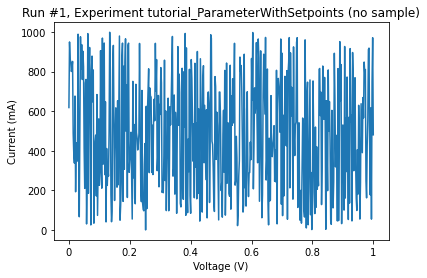 Run #1, Experiment tutorial_ParameterWithSetpoints (no sample)
1000
800
600
400
200
0
Current (mA)
0 0.2 0.4 0.6 0.8 1
Voltage (V)